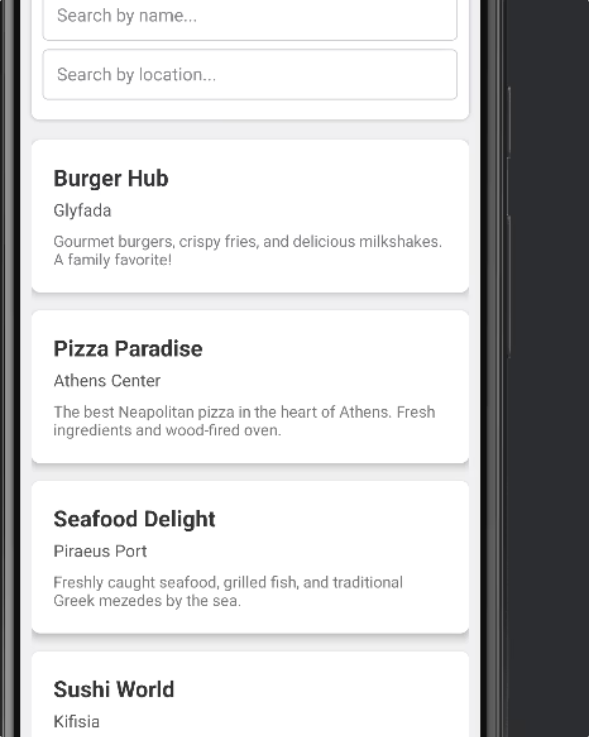 Search by name...
Search by location...
Burger Hub
Glyfada
Gourmet burgers, crispy fries, and delicious milkshakes.
A family favorite!
Pizza Paradise
Athens Center
The best Neapolitan pizza in the heart of Athens. Fresh
ingredients and wood-fired oven.
Seafood Delight
Piraeus Port
Freshly caught seafood, grilled fish, and traditional
Greek mezedes by the sea.
Sushi World
Kifisia